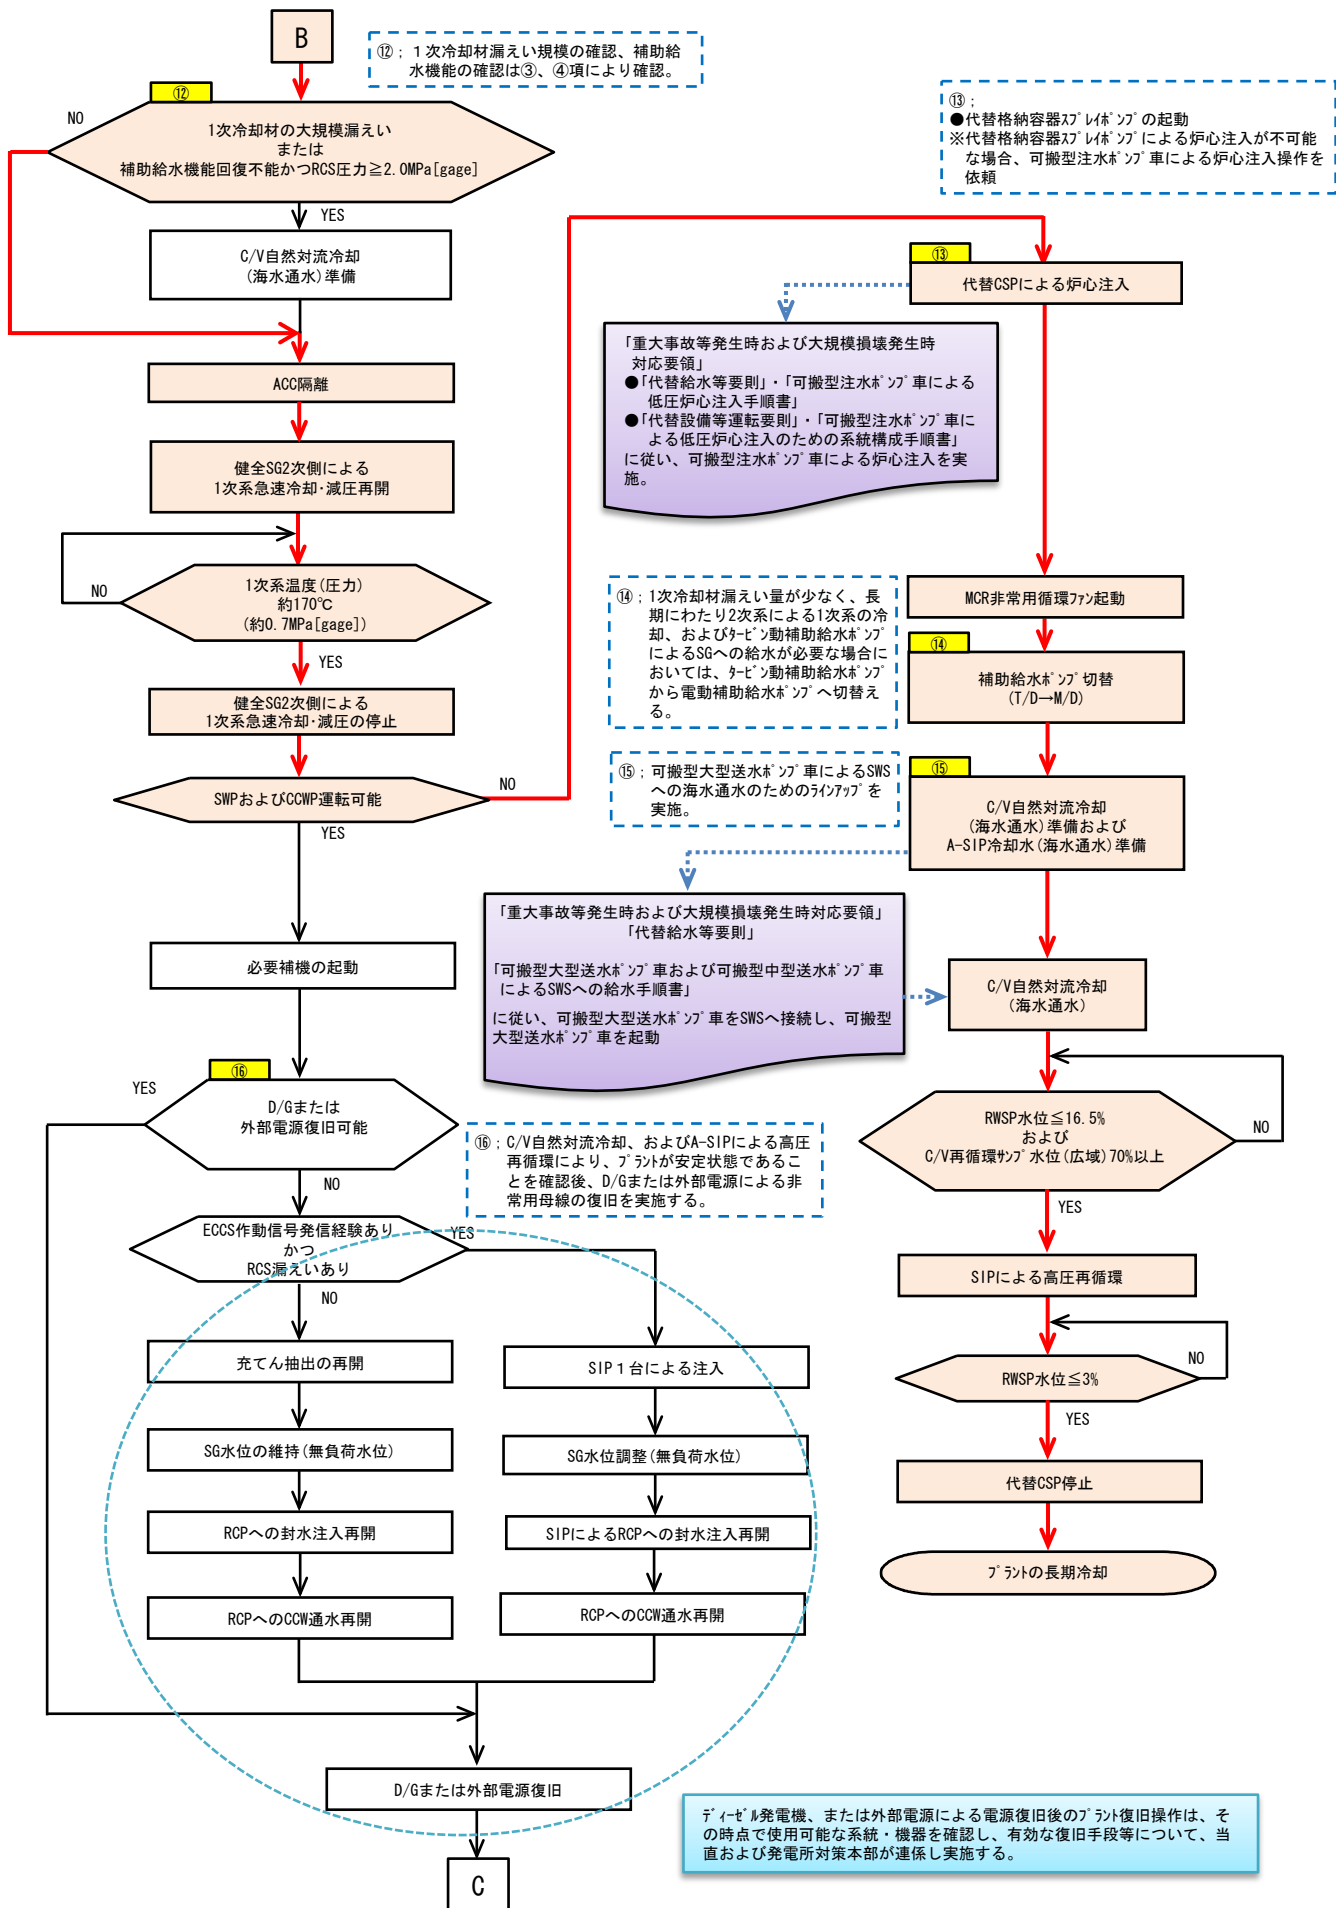 B
⑫；１次冷却材漏えい規模の確認、補助給
水機能の確認は③、④項により確認。
⑫
NO
1次冷却材の大規模漏えい
または
補助給水機能回復不能かつRCS圧力≧2.0MPa[gage]
YES
C/V自然対流冷却
(海水通水)準備
ACC隔離
健全SG2次側による
1次系急速冷却･減圧再開
NO
1次系温度(圧力)
約170℃
(約0.7MPa[gage])
YES
健全SG2次側による
1次系急速冷却･減圧の停止
SWPおよびCCWP運転可能
NO
YES
必要補機の起動
⑯
YES
D/Gまたは
外部電源復旧可能
NO
ECCS作動信号発信経験あり
かつ
RCS漏えいあり
YES
NO
充てん抽出の再開
SG水位の維持(無負荷水位)
RCPへの封水注入再開
RCPへのCCW通水再開
SIP１台による注入
SG水位調整(無負荷水位)
SIPによるRCPへの封水注入再開
RCPへのCCW通水再開
D/Gまたは外部電源復旧
C
⑬；
●代替格納容器ｽﾌﾟﾚｲﾎﾟﾝﾌﾟの起動
※代替格納容器ｽﾌﾟﾚｲﾎﾟﾝﾌﾟによる炉心注入が不可能
な場合、可搬型注水ﾎﾟﾝﾌﾟ車による炉心注入操作を
依頼
⑬
代替CSPによる炉心注入
「重大事故等発生時および大規模損壊発生時
対応要領」
●「代替給水等要則」・「可搬型注水ﾎﾟﾝﾌﾟ車による
低圧炉心注入手順書」
●「代替設備等運転要則」・「可搬型注水ﾎﾟﾝﾌﾟ車に
よる低圧炉心注入のための系統構成手順書」
に従い、可搬型注水ﾎﾟﾝﾌﾟ車による炉心注入を実
施。
MCR非常用循環ﾌｧﾝ起動
⑭；1次冷却材漏えい量が少なく、長
期にわたり2次系による1次系の冷
却、およびﾀｰﾋﾞﾝ動補助給水ﾎﾟﾝﾌﾟ
によるSGへの給水が必要な場合に
おいては、ﾀｰﾋﾞﾝ動補助給水ﾎﾟﾝﾌﾟ
から電動補助給水ﾎﾟﾝﾌﾟへ切替え
る。
⑭
補助給水ﾎﾟﾝﾌﾟ切替
(T/D→M/D)
⑮；可搬型大型送水ﾎﾟﾝﾌﾟ車によるSWS
への海水通水のためのﾗｲﾝｱｯﾌﾟを
実施。
⑮
C/V自然対流冷却
(海水通水)準備および
A-SIP冷却水(海水通水)準備
「重大事故等発生時および大規模損壊発生時対応要領」
「代替給水等要則」
「可搬型大型送水ﾎﾟﾝﾌﾟ車および可搬型中型送水ﾎﾟﾝﾌﾟ車
によるSWSへの給水手順書」
に従い、可搬型大型送水ﾎﾟﾝﾌﾟ車をSWSへ接続し、可搬型
大型送水ﾎﾟﾝﾌﾟ車を起動
C/V自然対流冷却
(海水通水)
⑯；C/V自然対流冷却、およびA-SIPによる高圧
再循環により、ﾌﾟﾗﾝﾄが安定状態であるこ
とを確認後、D/Gまたは外部電源による非
常用母線の復旧を実施する。
RWSP水位≦16.5%
および
C/V再循環ｻﾝﾌﾟ水位(広域)70%以上
NO
YES
SIPによる高圧再循環
NO
RWSP水位≦3%
YES
代替CSP停止
ﾌﾟﾗﾝﾄの長期冷却
ﾃﾞｨｰｾﾞﾙ発電機、または外部電源による電源復旧後のﾌﾟﾗﾝﾄ復旧操作は、そ
の時点で使用可能な系統・機器を確認し、有効な復旧手段等について、当
直および発電所対策本部が連係し実施する。